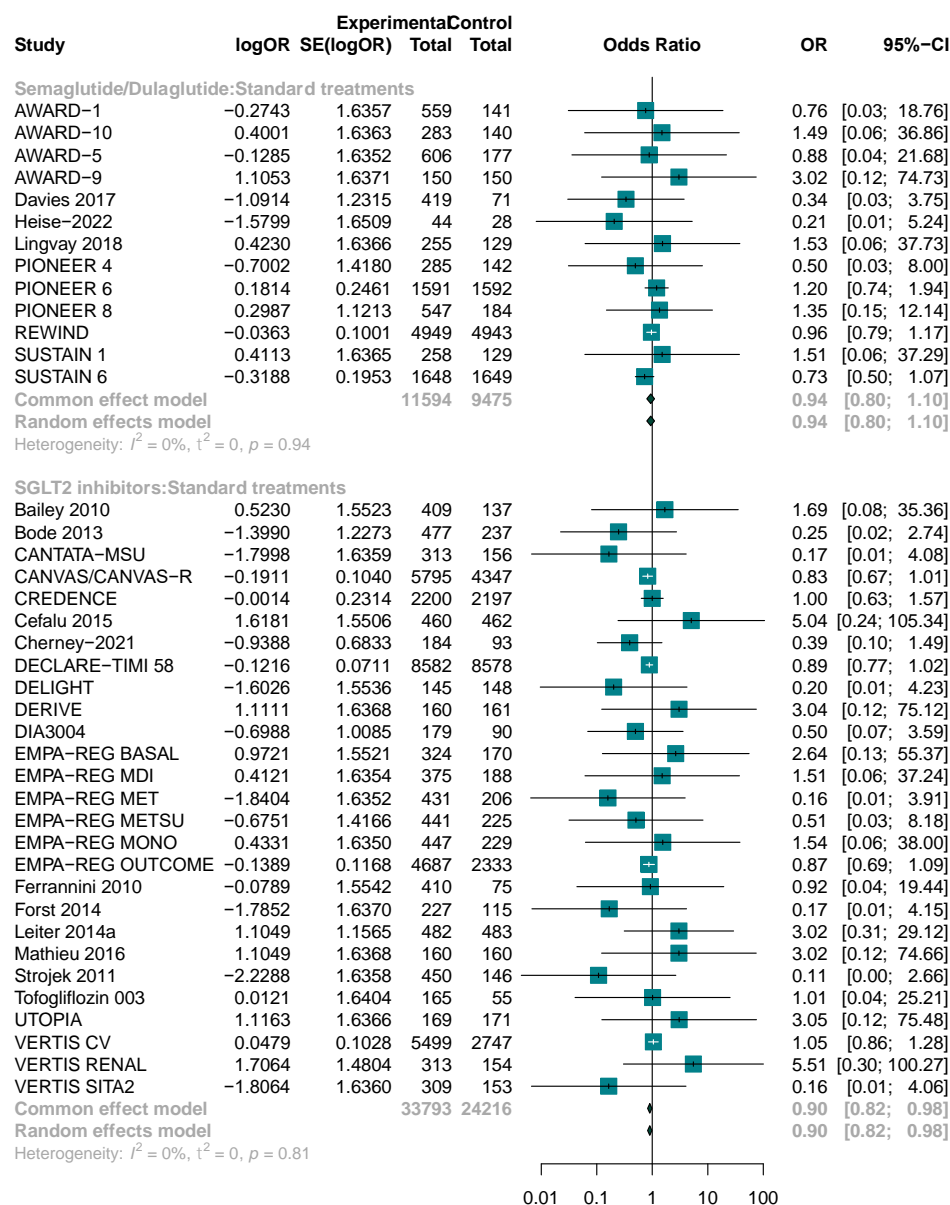 Experimental Control
Study logOR SE(logOR) Total Total Odds Ratio OR 95%−CI
Semaglutide/Dulaglutide:Standard treatments
AWARD−1 −0.2743 1.6357 559 141 0.76 [0.03; 18.76]
AWARD−10 0.4001 1.6363 283 140 1.49 [0.06; 36.86]
AWARD−5 −0.1285 1.6352 606 177 0.88 [0.04; 21.68]
AWARD−9 1.1053 1.6371 150 150 3.02 [0.12; 74.73]
Davies 2017 −1.0914 1.2315 419 71 0.34 [0.03; 3.75]
Heise−2022 −1.5799 1.6509 44 28 0.21 [0.01; 5.24]
Lingvay 2018 0.4230 1.6366 255 129 1.53 [0.06; 37.73]
PIONEER 4 −0.7002 1.4180 285 142 0.50 [0.03; 8.00]
PIONEER 6 0.1814 0.2461 1591 1592 1.20 [0.74; 1.94]
PIONEER 8 0.2987 1.1213 547 184 1.35 [0.15; 12.14]
REWIND −0.0363 0.1001 4949 4943 0.96 [0.79; 1.17]
SUSTAIN 1 0.4113 1.6365 258 129 1.51 [0.06; 37.29]
SUSTAIN 6 −0.3188 0.1953 1648 1649 0.73 [0.50; 1.07]
Common effect model 11594 9475 0.94 [0.80; 1.10]
Random effects model 0.94 [0.80; 1.10]
Heterogeneity: I² = 0%, τ² = 0, p = 0.94
SGLT2 inhibitors:Standard treatments
Bailey 2010 0.5230 1.5523 409 137 1.69 [0.08; 35.36]
Bode 2013 −1.3990 1.2273 477 237 0.25 [0.02; 2.74]
CANTATA−MSU −1.7998 1.6359 313 156 0.17 [0.01; 4.08]
CANVAS/CANVAS−R −0.1911 0.1040 5795 4347 0.83 [0.67; 1.01]
CREDENCE −0.0014 0.2314 2200 2197 1.00 [0.63; 1.57]
Cefalu 2015 1.6181 1.5506 460 462 5.04 [0.24; 105.34]
Cherney−2021 −0.9388 0.6833 184 93 0.39 [0.10; 1.49]
DECLARE−TIMI 58 −0.1216 0.0711 8582 8578 0.89 [0.77; 1.02]
DELIGHT −1.6026 1.5536 145 148 0.20 [0.01; 4.23]
DERIVE 1.1111 1.6368 160 161 3.04 [0.12; 75.12]
DIA3004 −0.6988 1.0085 179 90 0.50 [0.07; 3.59]
EMPA−REG BASAL 0.9721 1.5521 324 170 2.64 [0.13; 55.37]
EMPA−REG MDI 0.4121 1.6354 375 188 1.51 [0.06; 37.24]
EMPA−REG MET −1.8404 1.6352 431 206 0.16 [0.01; 3.91]
EMPA−REG METSU −0.6751 1.4166 441 225 0.51 [0.03; 8.18]
EMPA−REG MONO 0.4331 1.6350 447 229 1.54 [0.06; 38.00]
EMPA−REG OUTCOME −0.1389 0.1168 4687 2333 0.87 [0.69; 1.09]
Ferrannini 2010 −0.0789 1.5542 410 75 0.92 [0.04; 19.44]
Forst 2014 −1.7852 1.6370 227 115 0.17 [0.01; 4.15]
Leiter 2014a 1.1049 1.1565 482 483 3.02 [0.31; 29.12]
Mathieu 2016 1.1049 1.6368 160 160 3.02 [0.12; 74.66]
Strojek 2011 −2.2288 1.6358 450 146 0.11 [0.00; 2.66]
Tofogliflozin 003 0.0121 1.6404 165 55 1.01 [0.04; 25.21]
UTOPIA 1.1163 1.6366 169 171 3.05 [0.12; 75.48]
VERTIS CV 0.0479 0.1028 5499 2747 1.05 [0.86; 1.28]
VERTIS RENAL 1.7064 1.4804 313 154 5.51 [0.30; 100.27]
VERTIS SITA2 −1.8064 1.6360 309 153 0.16 [0.01; 4.06]
Common effect model 33793 24216 0.90 [0.82; 0.98]
Random effects model 0.90 [0.82; 0.98]
Heterogeneity: I² = 0%, τ² = 0, p = 0.81
0.01 0.1 1 10 100